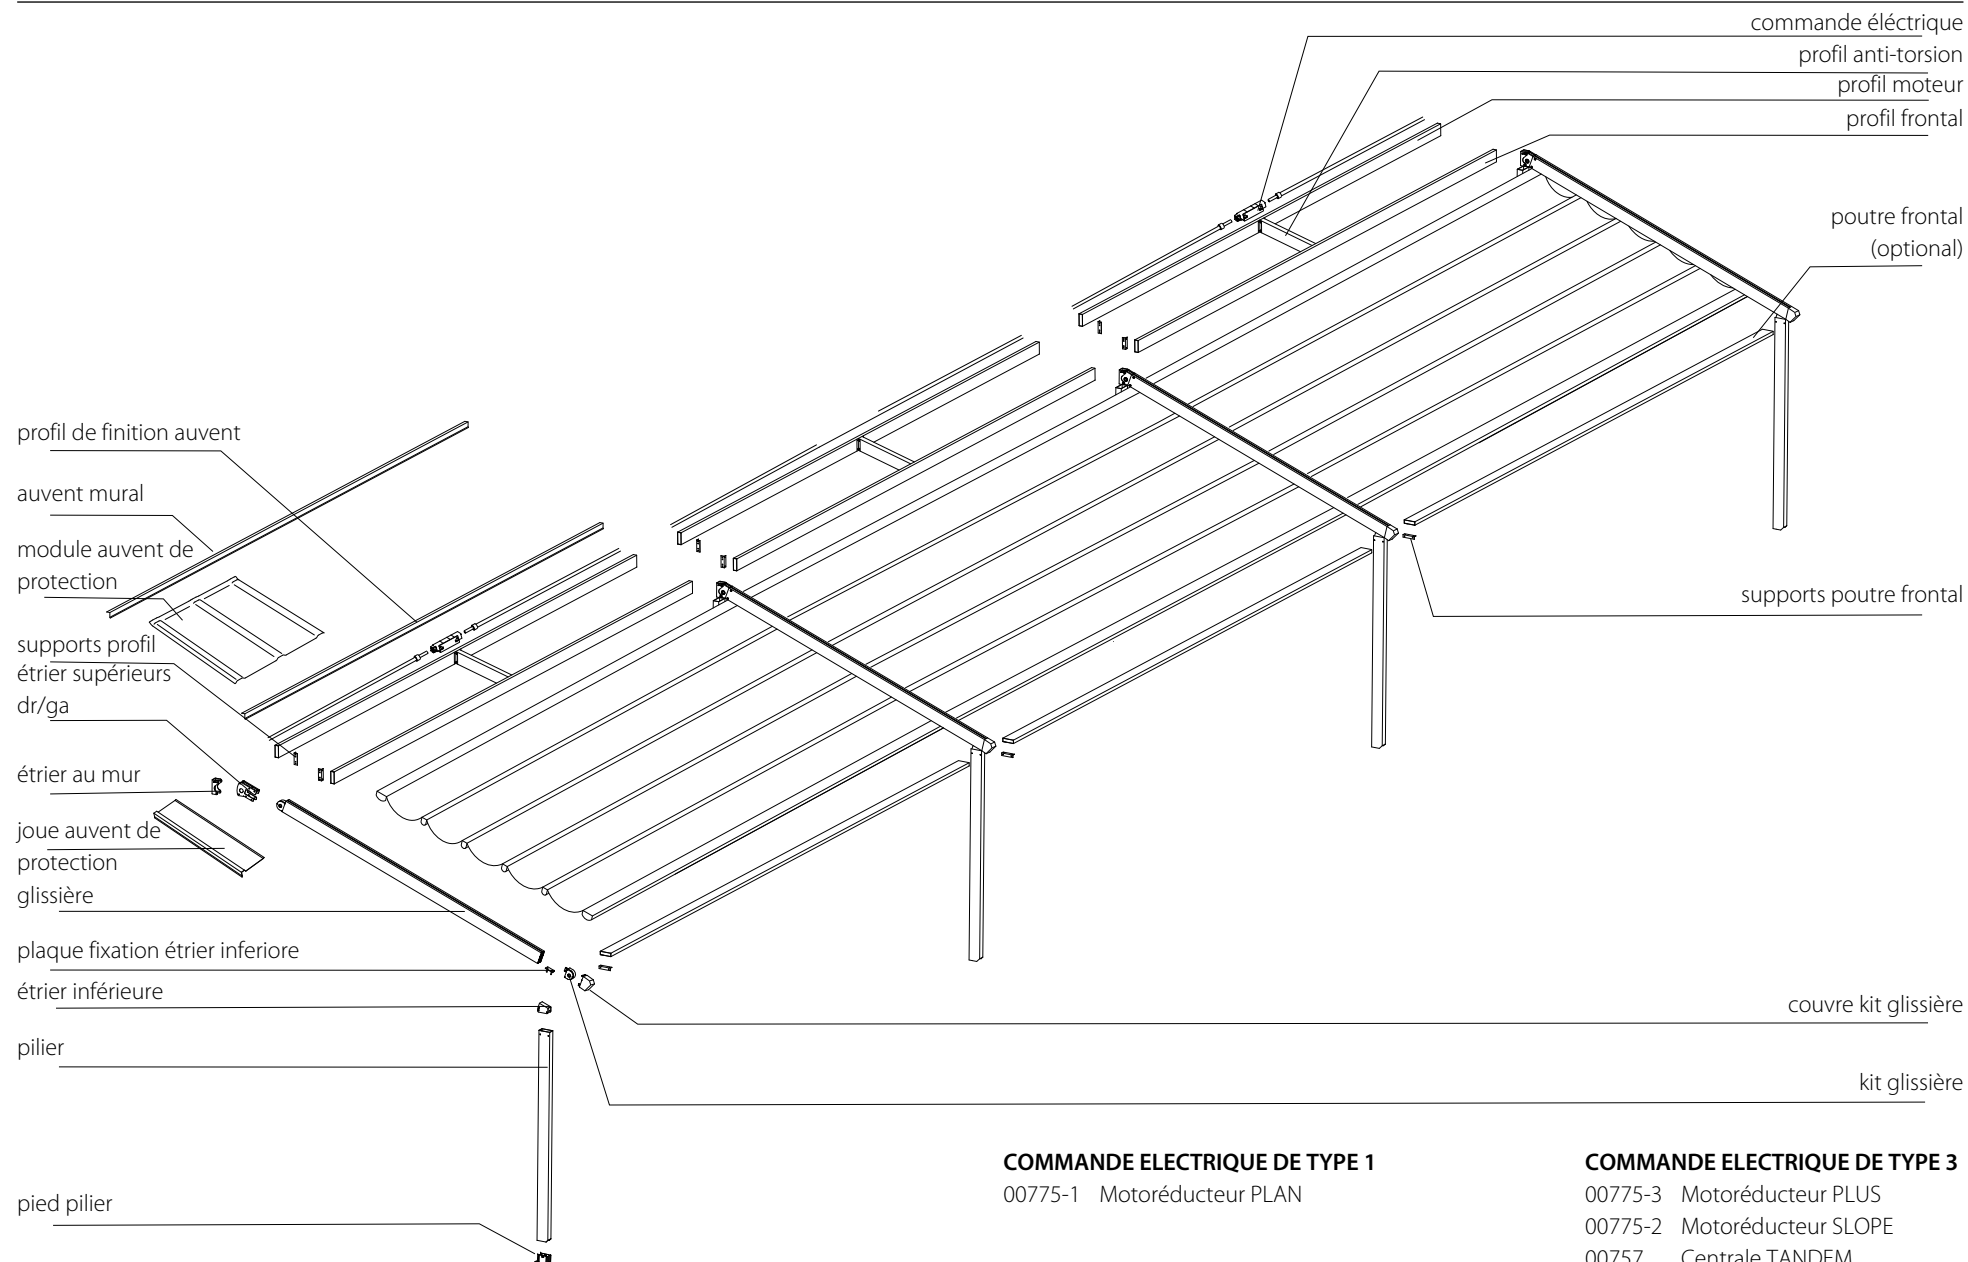 commande éléctrique
profil anti-torsion
profil moteur
profil frontal
poutre frontal
(optional)
profil de finition auvent
auvent mural
module auvent de
protection
supports profil
étrier supérieurs
dr/ga
étrier au mur
joue auvent de
protection
glissière
plaque fixation étrier inferiore
étrier inférieure
pilier
pied pilier
supports poutre frontal
couvre kit glissière
kit glissière
COMMANDE ELECTRIQUE DE TYPE 1
00775-1 Motoréducteur PLAN
COMMANDE ELECTRIQUE DE TYPE 3
00775-3 Motoréducteur PLUS
00775-2 Motoréducteur SLOPE
00757 Centrale TANDEM